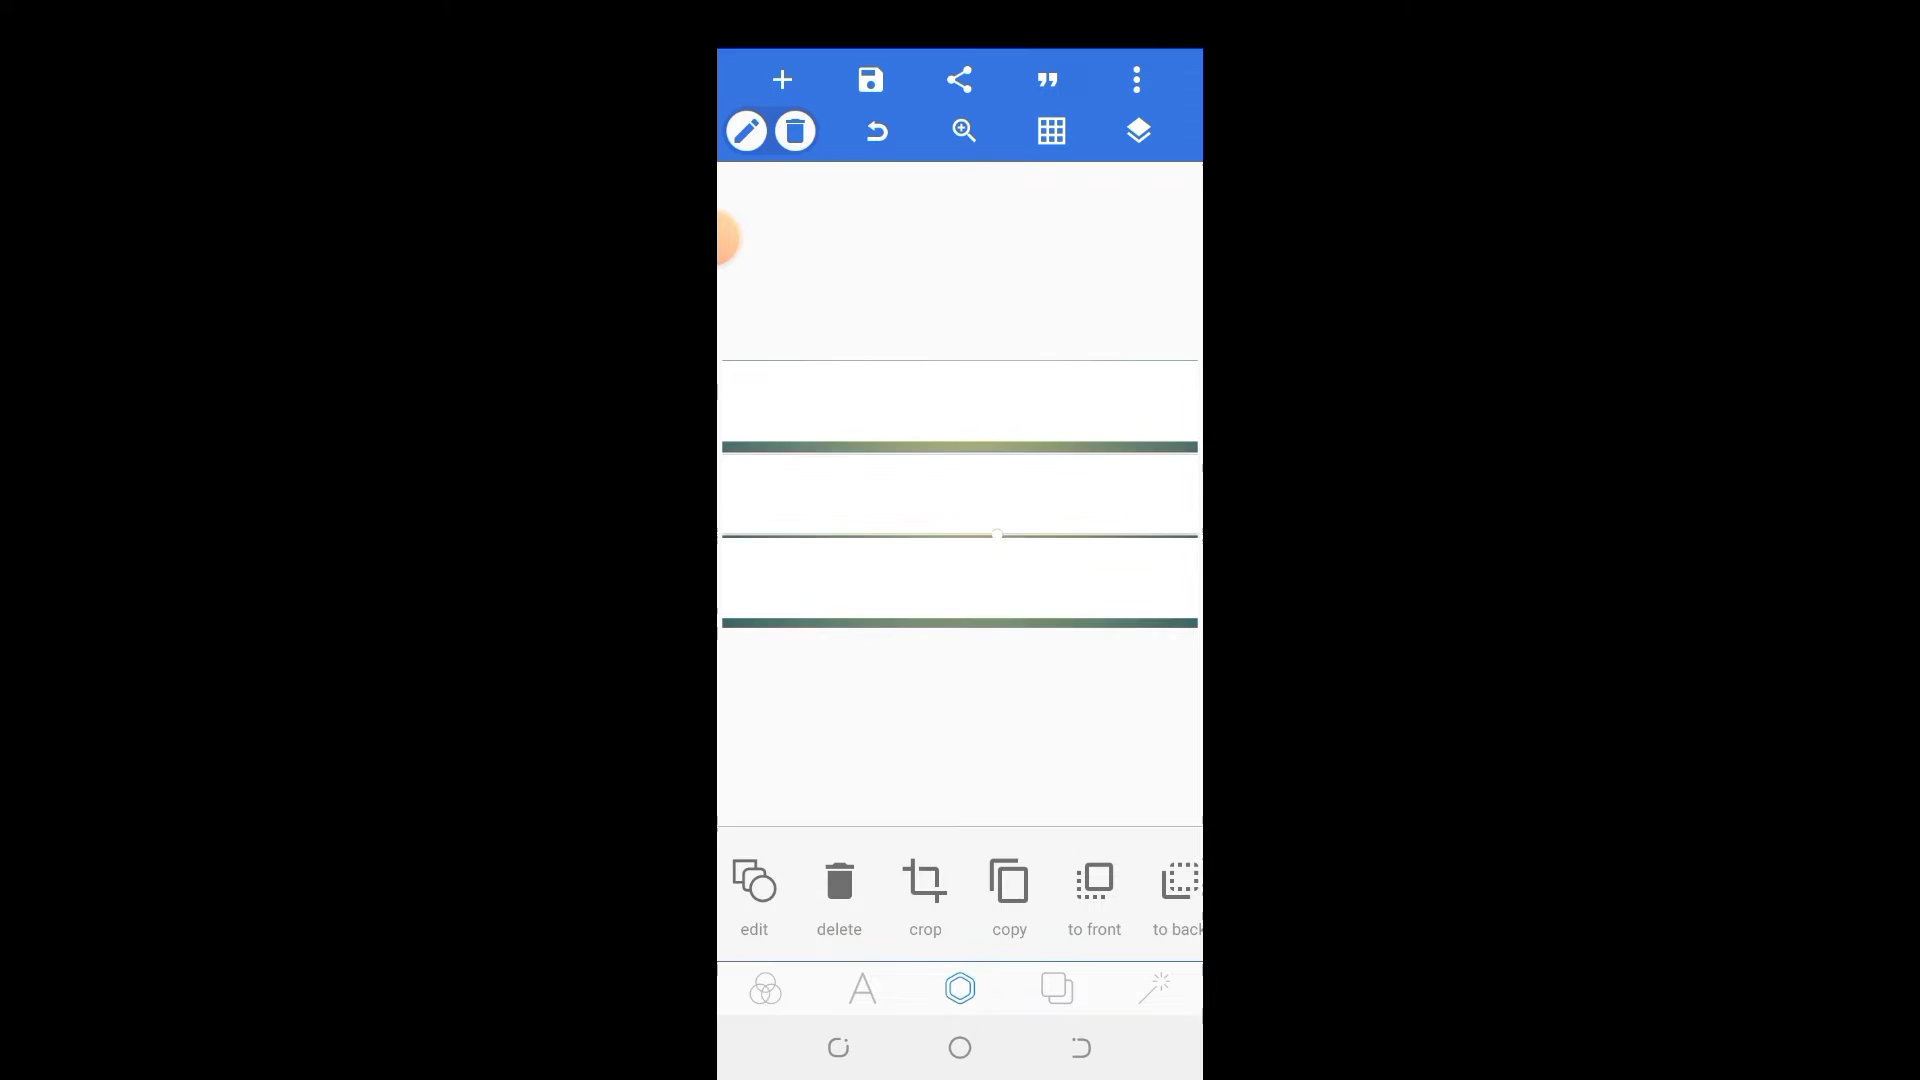 edit
delete
crop
copy
to front
to back